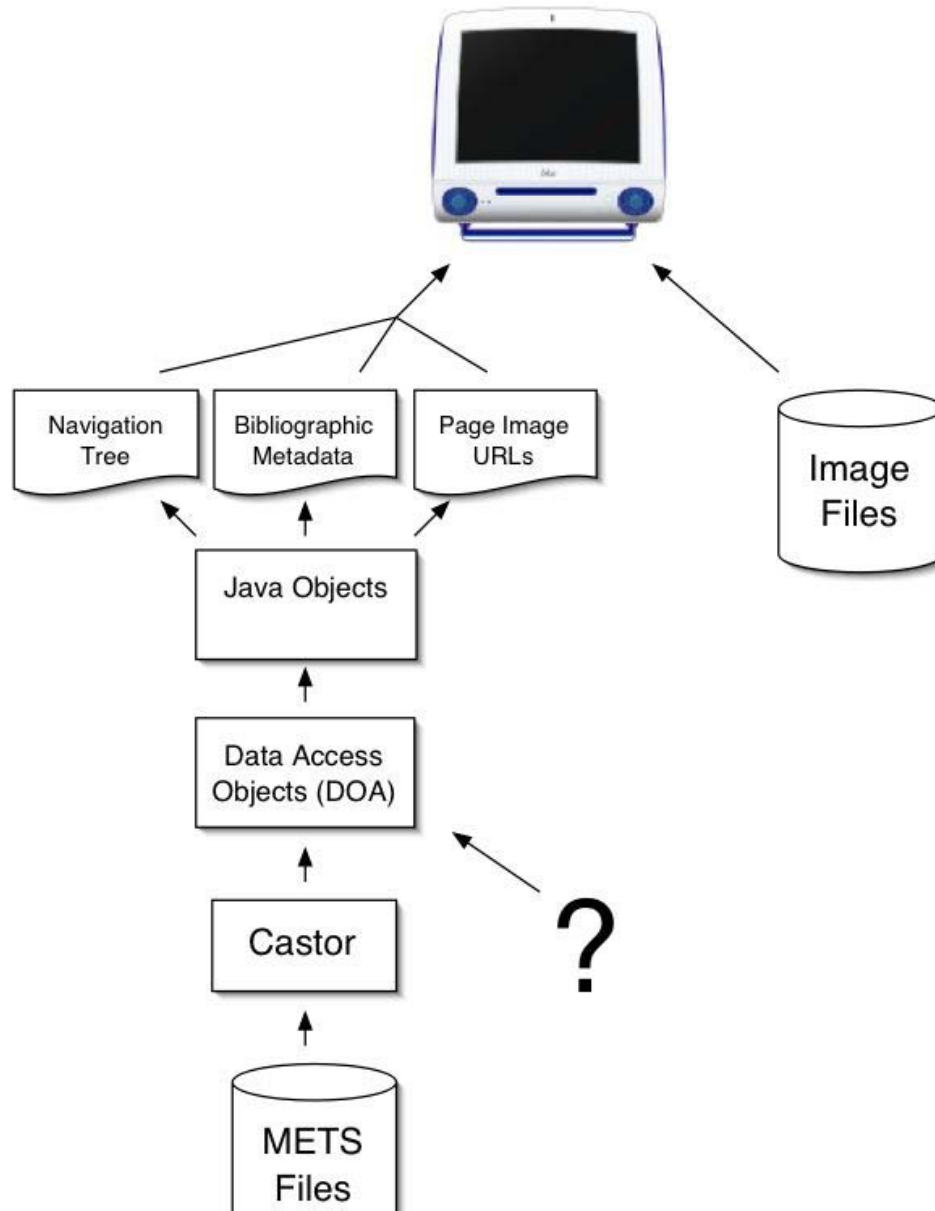 Navigation
Tree
Bibliographic
Metadata
Page Image
URLs
Image
Files
Java Objects
Data Access
Objects (DOA)
Castor
?
METS
Files